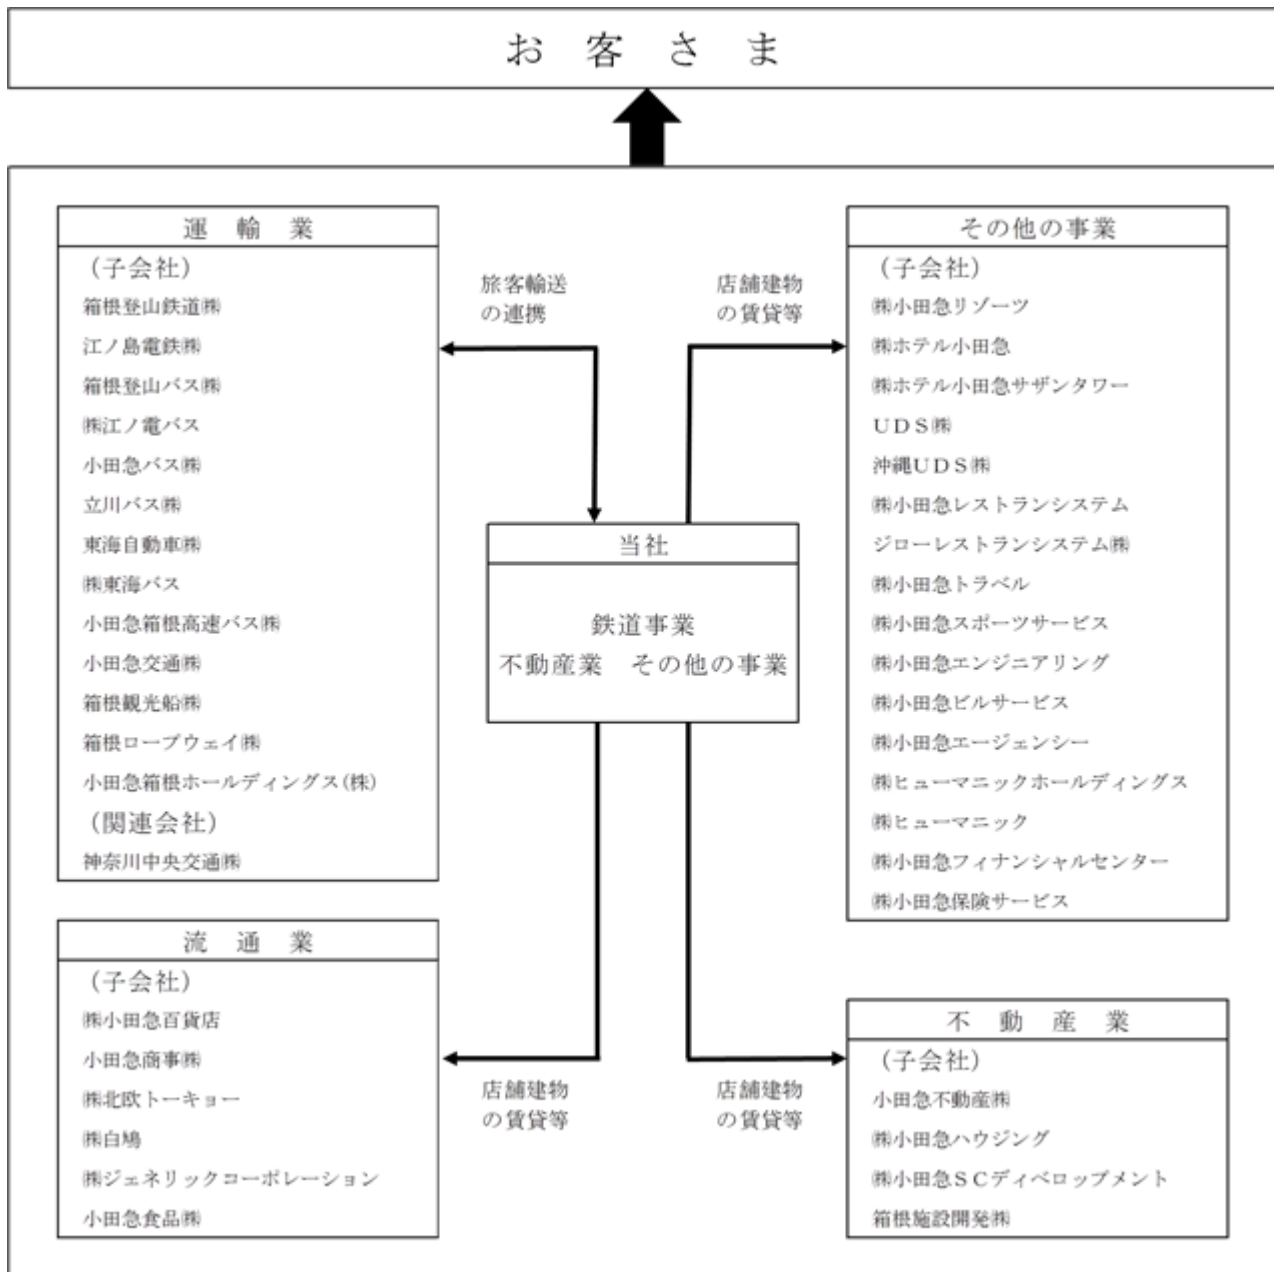 お客さま
運輸業
（子会社）
箱根登山鉄道㈱
江ノ島電鉄㈱
箱根登山バス㈱
㈱江ノ電バス
小田急バス㈱
立川バス㈱
東海自動車㈱
㈱東海バス
小田急箱根高速バス㈱
小田急交通㈱
箱根観光船㈱
箱根ロープウェイ㈱
小田急箱根ホールディングス(株)
（関連会社）
神奈川中央交通㈱
旅客輸送
の連携
店舗建物
の賃貸等
その他の事業
（子会社）
㈱小田急リゾーツ
㈱ホテル小田急
㈱ホテル小田急サザンタワー
ＵＤＳ㈱
沖縄ＵＤＳ㈱
㈱小田急レストランシステム
ジローレストランシステム㈱
㈱小田急トラベル
㈱小田急スポーツサービス
㈱小田急エンジニアリング
㈱小田急ビルサービス
㈱小田急エージェンシー
㈱ヒューマニックホールディングス
㈱ヒューマニック
㈱小田急フィナンシャルセンター
㈱小田急保険サービス
当社
鉄道事業
不動産業　その他の事業
流通業
（子会社）
㈱小田急百貨店
小田急商事㈱
㈱北欧トーキョー
㈱白鳩
㈱ジェネリックコーポレーション
小田急食品㈱
店舗建物
の賃貸等
店舗建物
の賃貸等
不動産業
（子会社）
小田急不動産㈱
㈱小田急ハウジング
㈱小田急ＳＣディベロップメント
箱根施設開発㈱